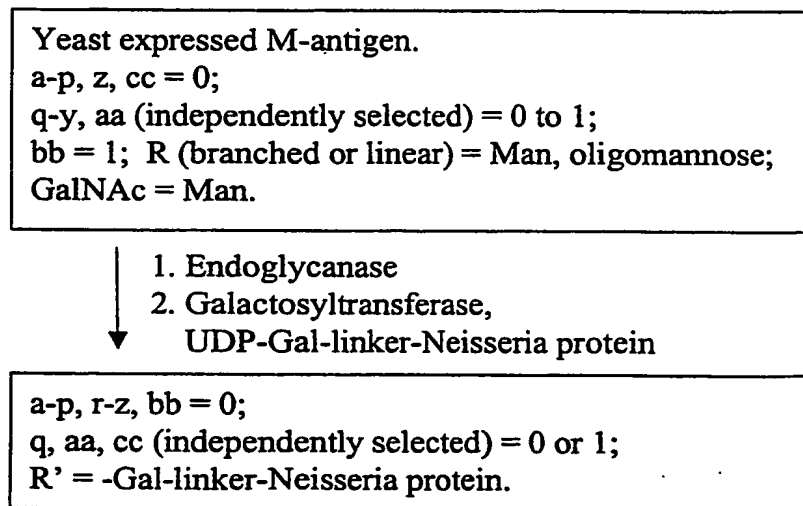 Yeast expressed M-antigen.
a-p, z, cc = 0;
q-y, aa (independently selected) = 0 to 1;
bb = 1; R (branched or linear) = Man, oligomannose;
GalNAc = Man.
1. Endoglycanase
2. Galactosyltransferase,
UDP-Gal-linker-Neisseria protein
a-p, r-z, bb = 0;
q, aa, cc (independently selected) = 0 or 1;
R' = -Gal-linker-Neisseria protein.